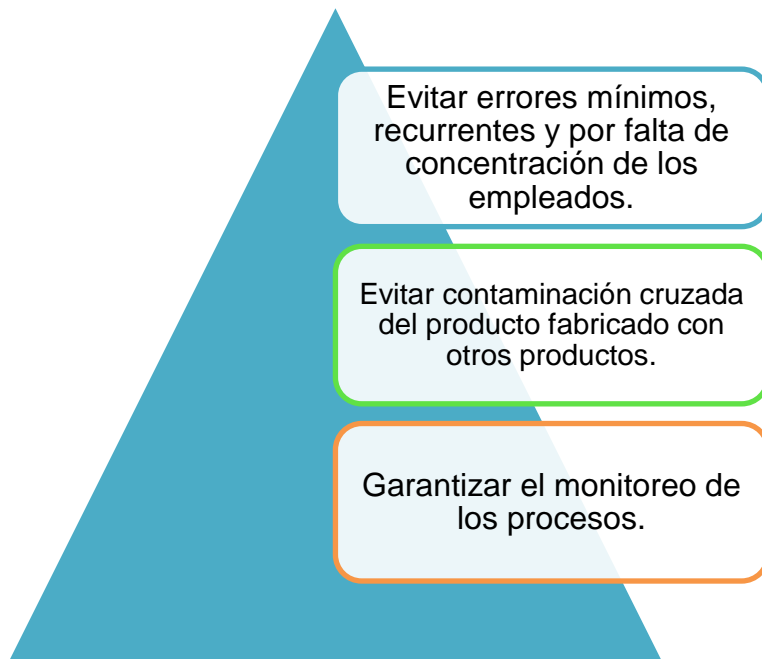 Evitar errores mínimos,
recurrentes y por falta de
concentración de los
empleados.
Evitar contaminación cruzada
del producto fabricado con
otros productos.
Garantizar el monitoreo de
los procesos.